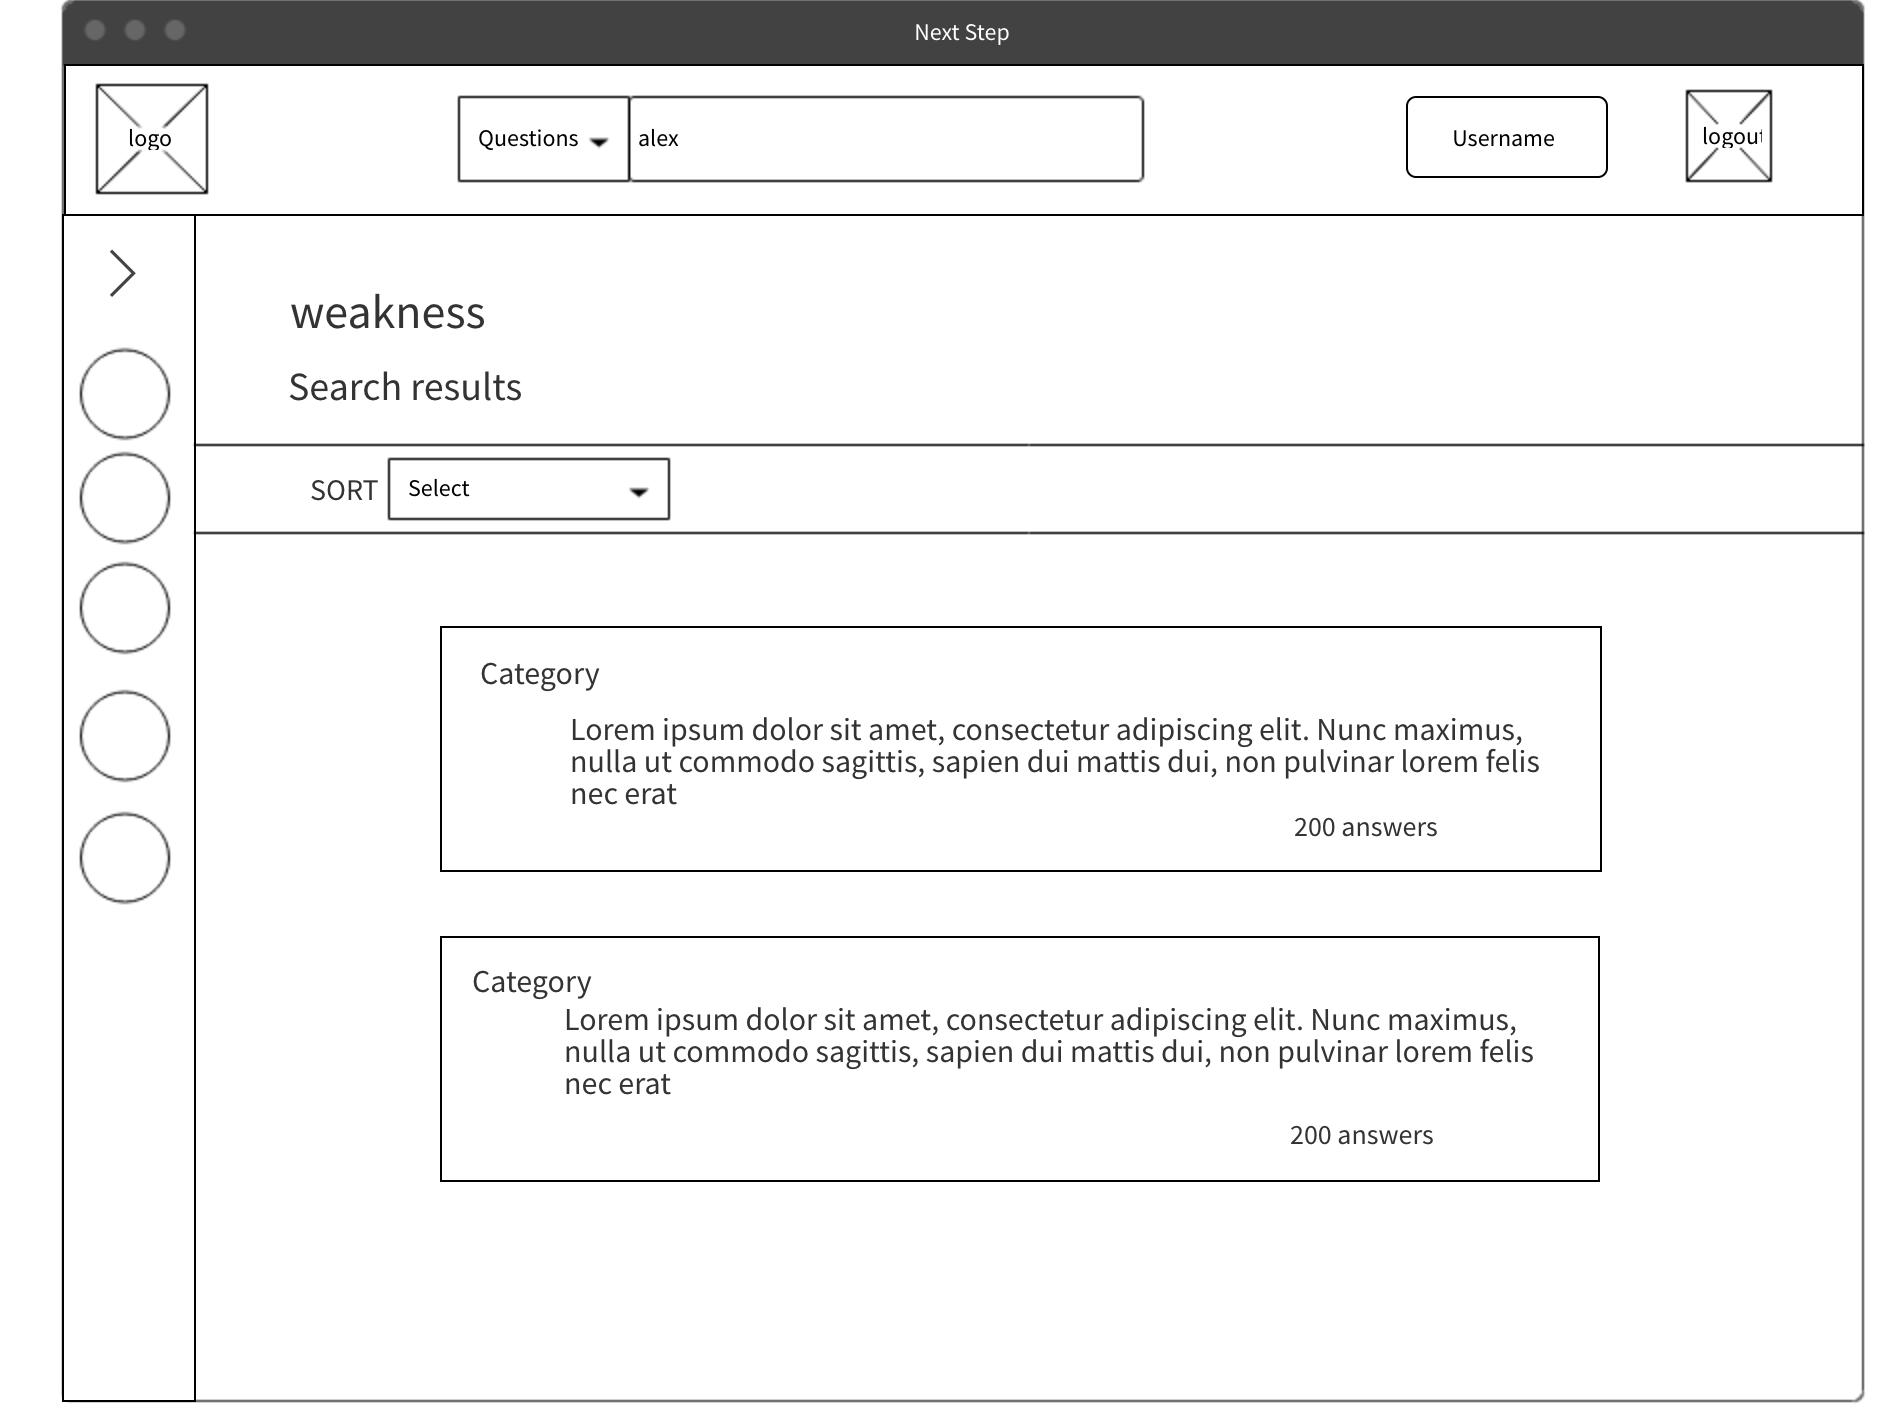 Next Step
logo
Questions
alex
Username
logout
weakness
Search results
SORT
Select
Category
Lorem ipsum dolor sit amet, consectetur adipiscing elit. Nunc maximus,
nulla ut commodo sagittis, sapien dui mattis dui, non pulvinar lorem felis
nec erat
200 answers
Category
Lorem ipsum dolor sit amet, consectetur adipiscing elit. Nunc maximus,
nulla ut commodo sagittis, sapien dui mattis dui, non pulvinar lorem felis
nec erat
200 answers